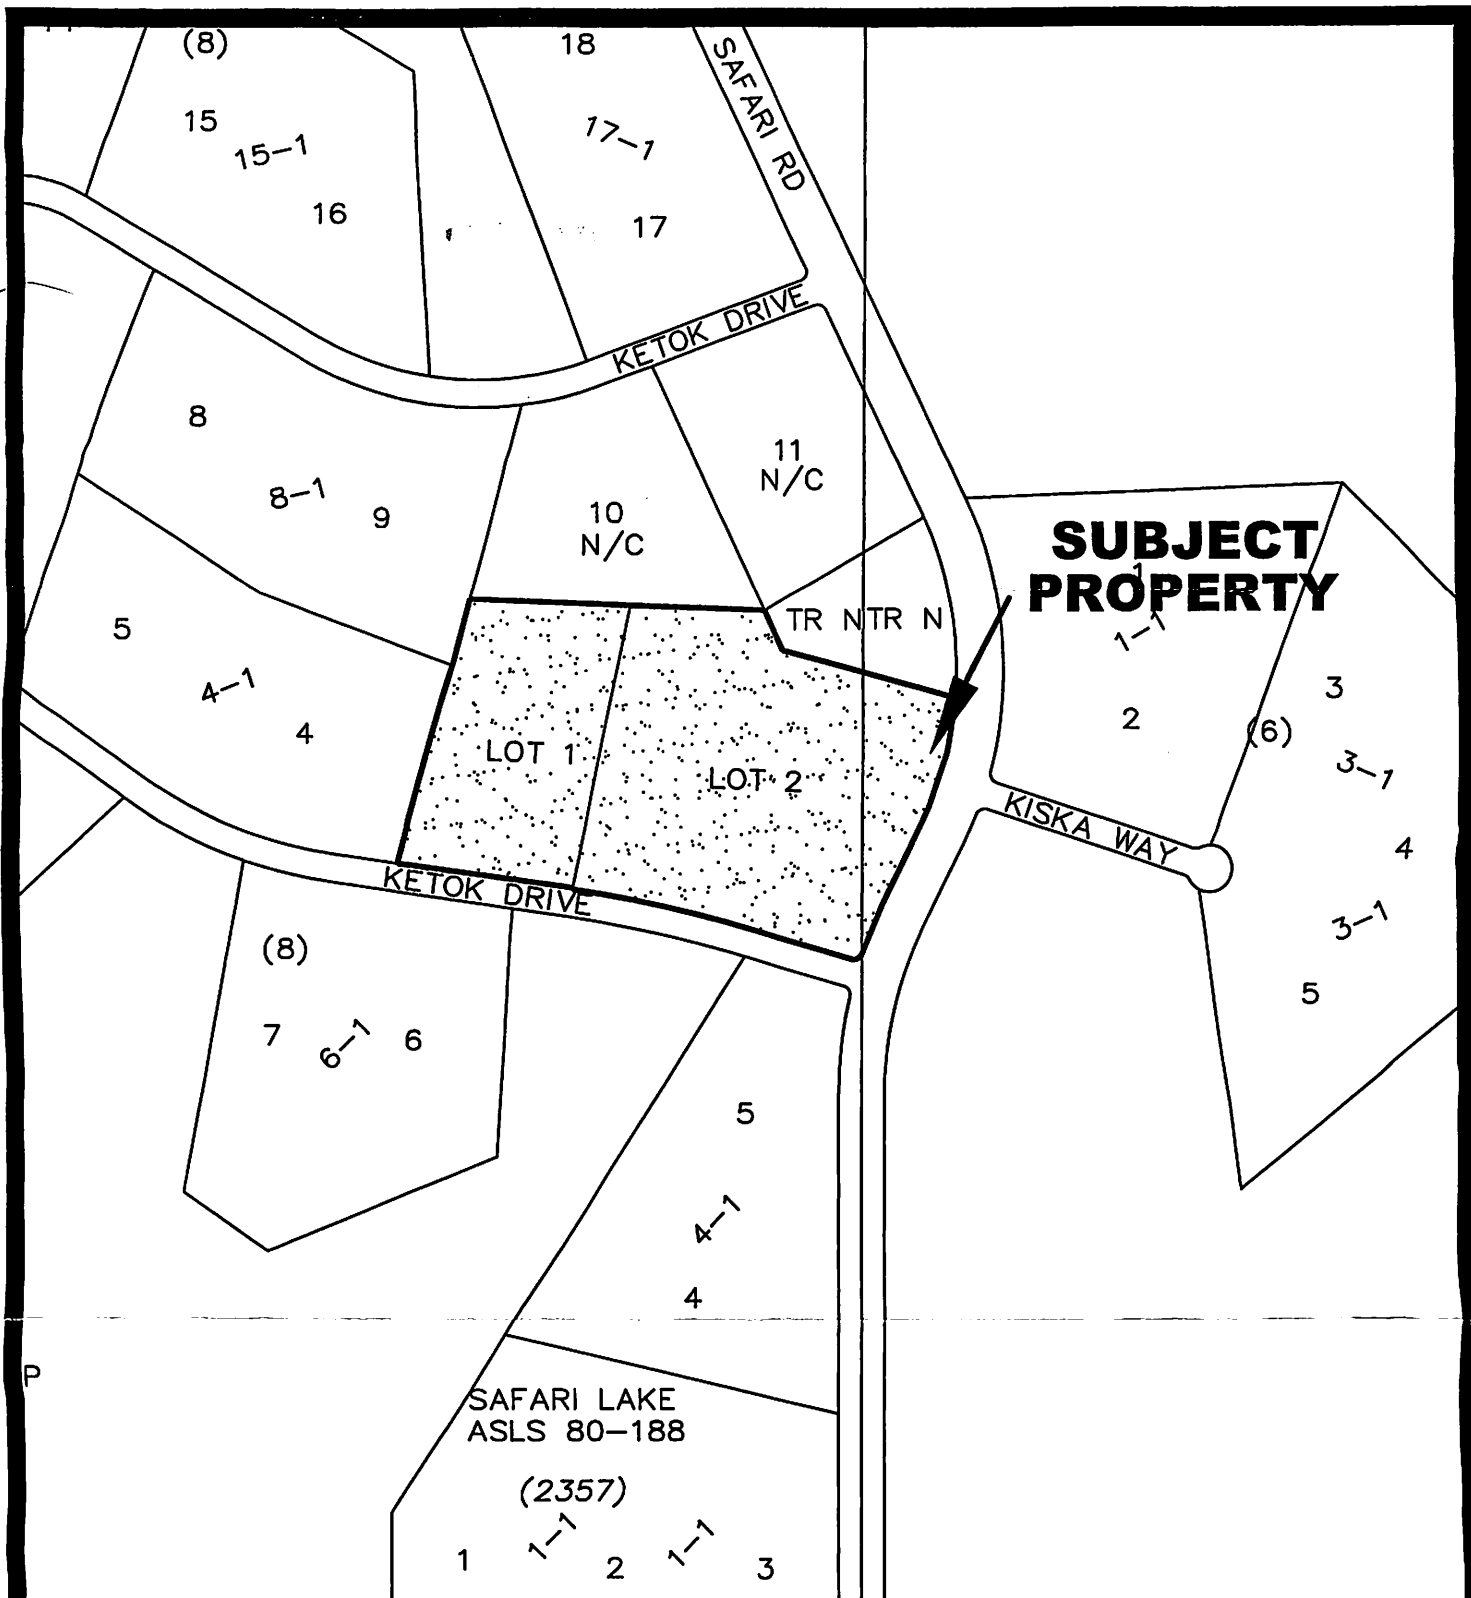 (8)
18
SAFARI RD
15
15-1
17-1
16
17
KETOK DRIVE
8
8-1
9
10
N/C
11
N/C
SUBJECT
PROPERTY
1
1-1
5
4-1
4
TR N
TR N
2
3
(6)
3-1
LOT 1
LOT 2
KISKA WAY
4
KETOK DRIVE
3-1
5
(8)
7
6-1
6
5
4-1
4
P
SAFARI LAKE
ASLS 80-188
(2357)
1
1-1
2
1-1
3